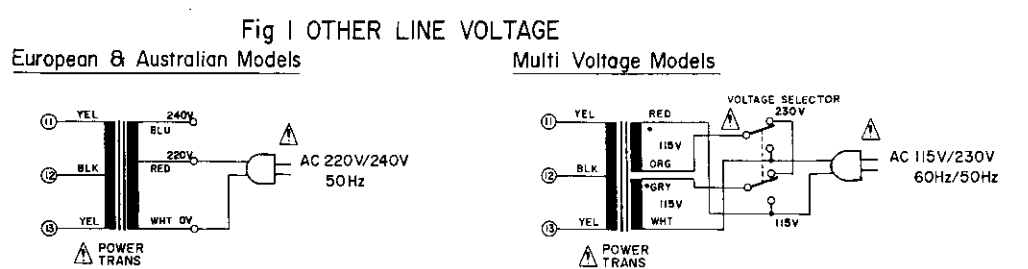 Fig 1 OTHER LINE VOLTAGE
European & Australian Models
11 YEL
240V
BLU
220V
RED
12 BLK
AC 220V/240V
50Hz
WHT 0V
13 YEL
POWER
TRANS
Multi Voltage Models
VOLTAGE SELECTOR
230V
11 YEL
RED
115V
ORG
12 BLK
GRY
115V
WHT
13 YEL
115V
AC 115V/230V
60Hz/50Hz
POWER
TRANS